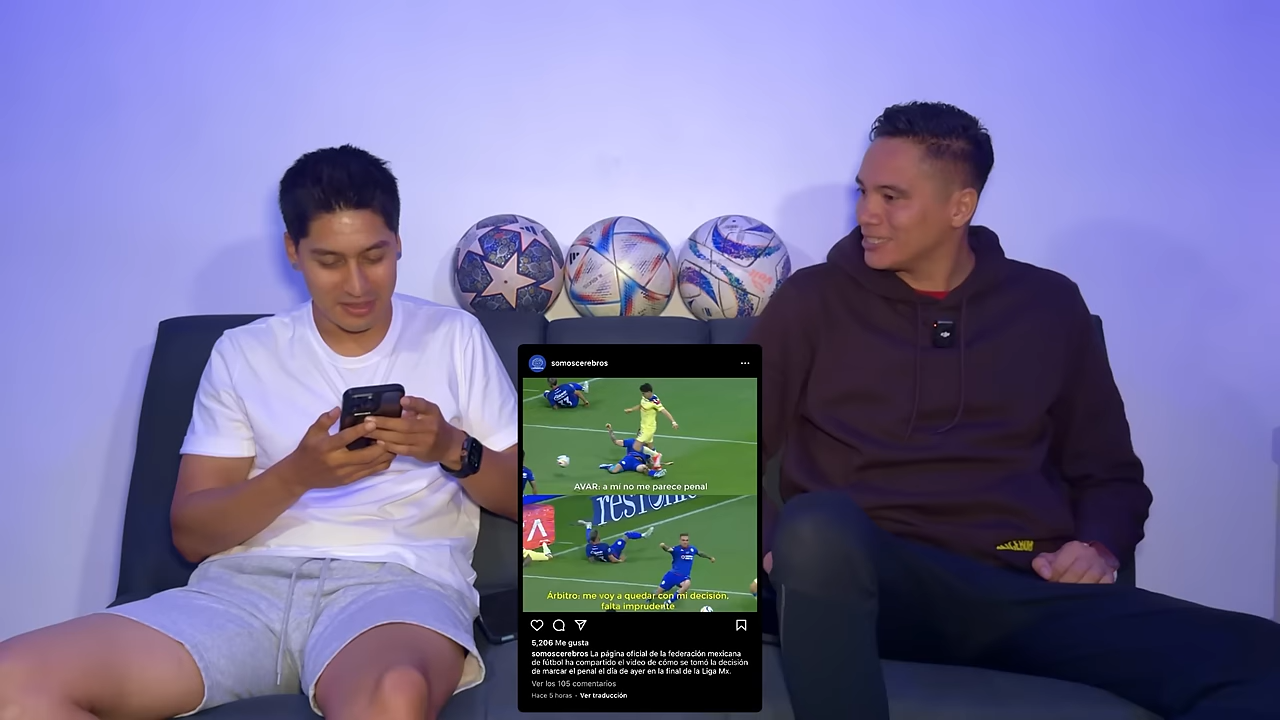 somoscerebros
AVAR: a mí no me parece penal
Árbitro: me voy a quedar con mi decisión,
falta imprudente
5,206 Me gusta
somoscerebros La página oficial de la federación mexicana
de fútbol ha compartido el video de cómo se tomó la decisión
de marcar el penal el día de ayer en la final de la Liga Mx.
Ver los 105 comentarios
Hace 5 horas · Ver traducción